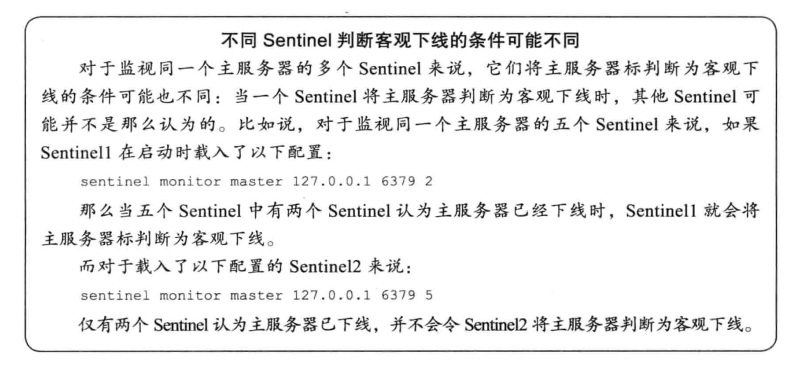 不同 Sentinel 判断客观下线的条件可能不同
对于监视同一个主服务器的多个 Sentinel 来说，它们将主服务器标判断为客观下
线的条件可能也不同：当一个 Sentinel 将主服务器判断为客观下线时，其他 Sentinel 可
能并不是那么认为的。比如说，对于监视同一个主服务器的五个 Sentinel 来说，如果
Sentinel1 在启动时载入了以下配置：
sentinel monitor master 127.0.0.1 6379 2
那么当五个 Sentinel 中有两个 Sentinel 认为主服务器已经下线时，Sentinel1 就会将
主服务器标判断为客观下线。
而对于载入了以下配置的 Sentinel2 来说：
sentinel monitor master 127.0.0.1 6379 5
仅有两个 Sentinel 认为主服务器已下线，并不会令 Sentinel2 将主服务器判断为客观下线。